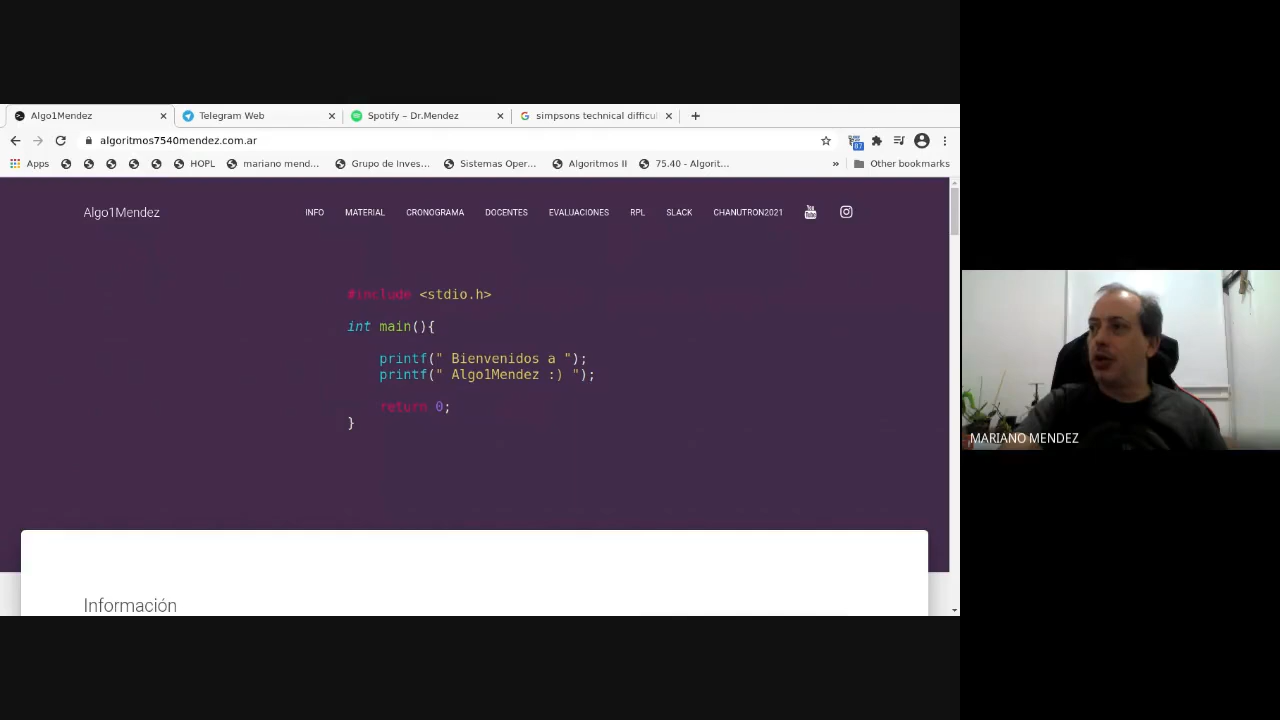 Algo1Mendez
Telegram Web
Spotify – Dr.Mendez
simpsons technical difficul
algoritmos7540mendez.com.ar
Apps
HOPL
mariano mend...
Grupo de Inves...
Sistemas Oper...
Algoritmos II
75.40 - Algorit...
»
Other bookmarks
Algo1Mendez
INFO
MATERIAL
CRONOGRAMA
DOCENTES
EVALUACIONES
RPL
SLACK
CHANUTRON2021
#include <stdio.h>
int main(){
printf(" Bienvenidos a ");
printf(" Algo1Mendez :) ");
return 0;
}
Información
MARIANO MENDEZ